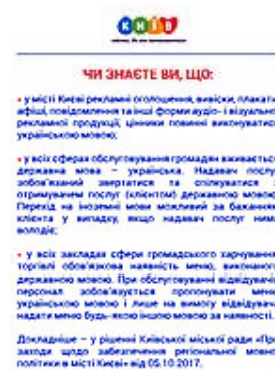 КИЇВ
ЧИ ЗНАЄТЕ ВИ, ЩО:
• у місті Києві рекламні оголошення, вивіски, плакати,
афіші, повідомлення та інші форми аудіо- і візуальної
рекламної продукції, цінники повинні виконуватися
українською мовою;
• у всіх сферах обслуговування громадян вживається
державна мова – українська. Надавач послуг
зобов'язаний звертатися та спілкуватися з
отримувачем послуг (клієнтом) державною мовою.
Перехід на іноземні мови можливий за бажанням
клієнта у випадку, якщо надавач послуг ними
володіє;
• у всіх закладах сфери громадського харчування,
торгівлі обов'язкова наявність меню, виконаного
державною мовою. При обслуговуванні відвідувачів
персонал зобов'язується пропонувати меню
українською мовою і лише на вимогу відвідувача
надати меню будь-якою іншою мовою за наявності.
Докладніше – у рішенні Київської міської ради «Про
заходи щодо забезпечення регіональної мовної
політики в місті Києві» від 05.10.2017.